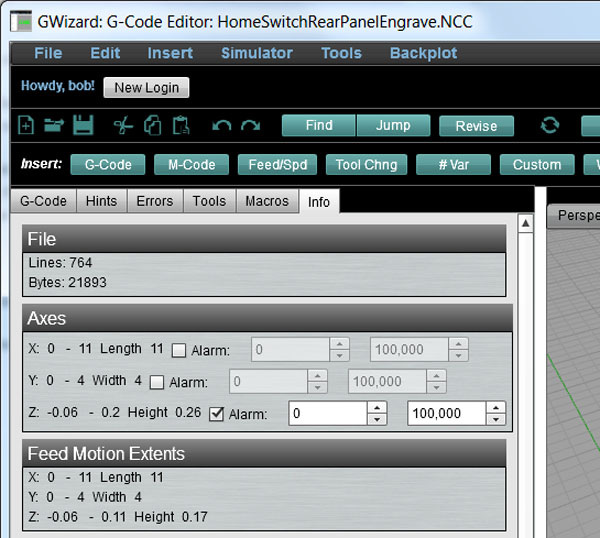 GWizard: G-Code Editor: HomeSwitchRearPanelEngrave.NCC
File Edit Insert Simulator Tools Backplot
Howdy, bob! New Login
Find Jump Revise
Insert: G-Code M-Code Feed/Spd Tool Chng # Var Custom
G-Code Hints Errors Tools Macros Info
Perspe
File
Lines: 764
Bytes: 21893
Axes
X: 0 - 11 Length 11 Alarm: 0 100,000
Y: 0 - 4 Width 4 Alarm: 0 100,000
Z: -0.06 - 0.2 Height 0.26 Alarm: 0 100,000
Feed Motion Extents
X: 0 - 11 Length 11
Y: 0 - 4 Width 4
Z: -0.06 - 0.11 Height 0.17